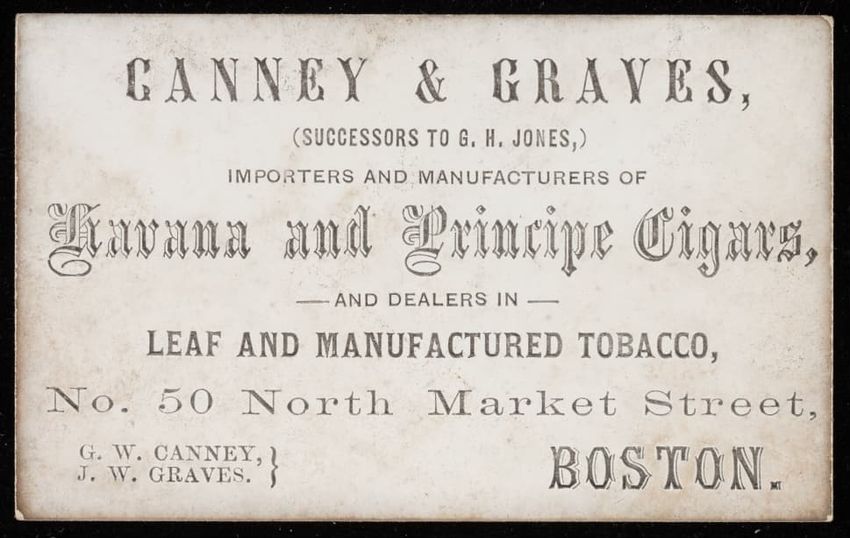 CANNEY & GRAVES,
(SUCCESSORS TO G. H. JONES,)
IMPORTERS AND MANUFACTURERS OF
Havana and Principe Cigars,
— AND DEALERS IN —
LEAF AND MANUFACTURED TOBACCO,
No. 50 North Market Street,
G. W. CANNEY, }
J. W. GRAVES.
BOSTON.